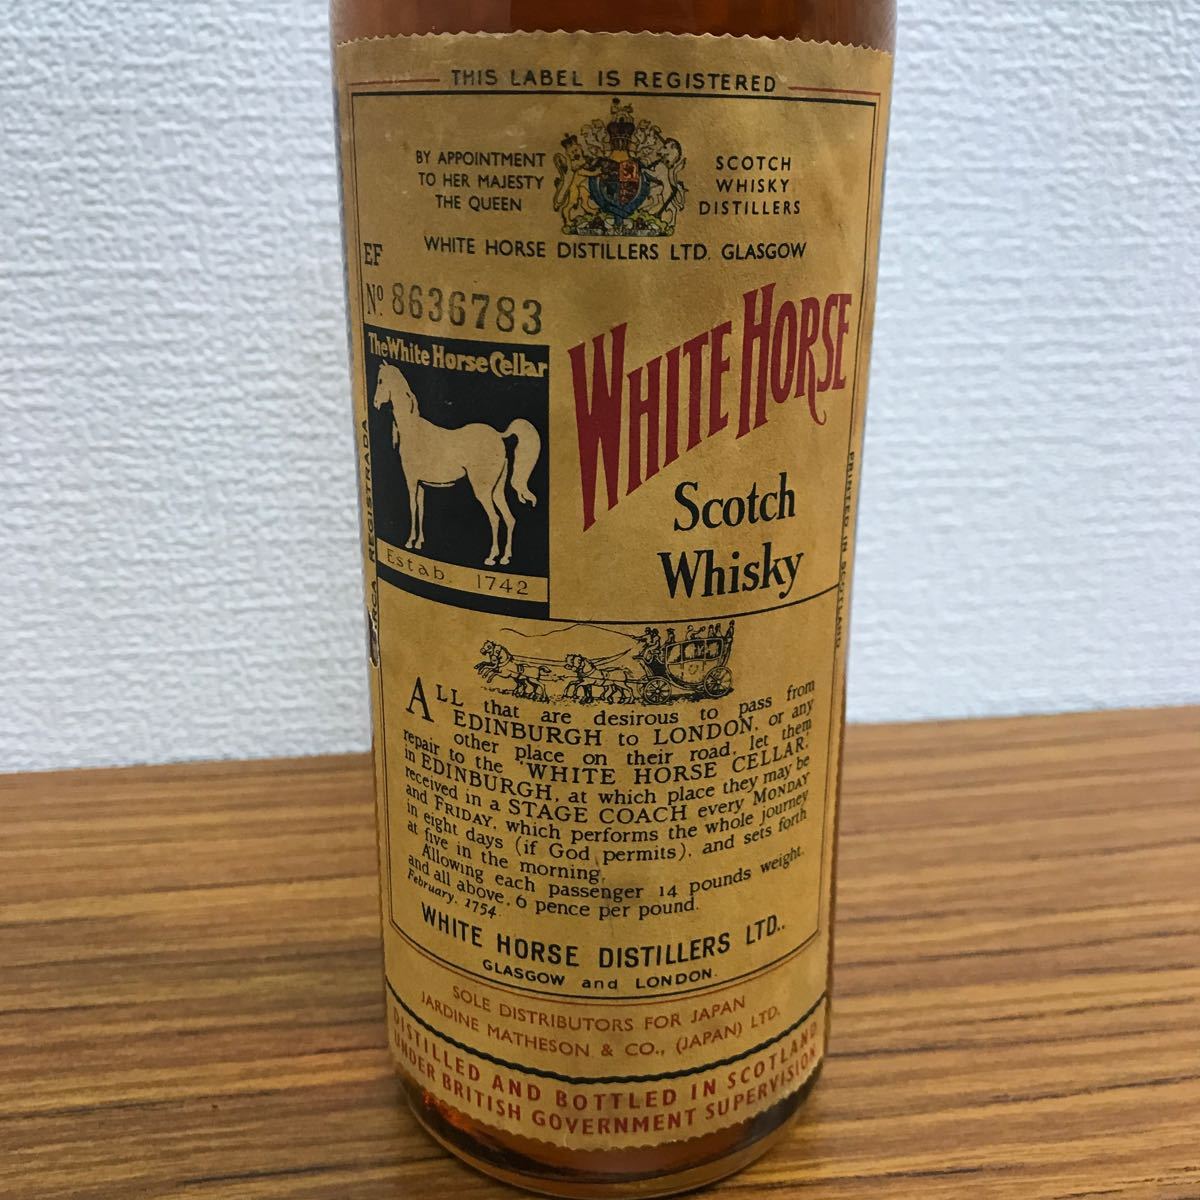 THIS LABEL IS REGISTERED
BY APPOINTMENT
TO HER MAJESTY
THE QUEEN
SCOTCH
WHISKY
DISTILLERS
WHITE HORSE DISTILLERS LTD. GLASGOW
EF
Nº 8636783
The White Horse Cellar
Estab. 1742
WHITE HORSE
Scotch
Whisky
REGISTRADA
PRINTED IN SCOTLAND
ALL that are desirous to pass from
EDINBURGH to LONDON, or any
other place on their road, let them
repair to the "WHITE HORSE CELLAR,"
in EDINBURGH, at which place they may be
received in a STAGE COACH every MONDAY
and FRIDAY, which performs the whole journey
in eight days (if God permits), and sets forth
at five in the morning.
Allowing each passenger 14 pounds weight,
and all above, 6 pence per pound.
February, 1754.
WHITE HORSE DISTILLERS LTD.,
GLASGOW and LONDON.
SOLE DISTRIBUTORS FOR JAPAN
JARDINE MATHESON & CO., (JAPAN) LTD.
DISTILLED AND BOTTLED IN SCOTLAND
UNDER BRITISH GOVERNMENT SUPERVISION